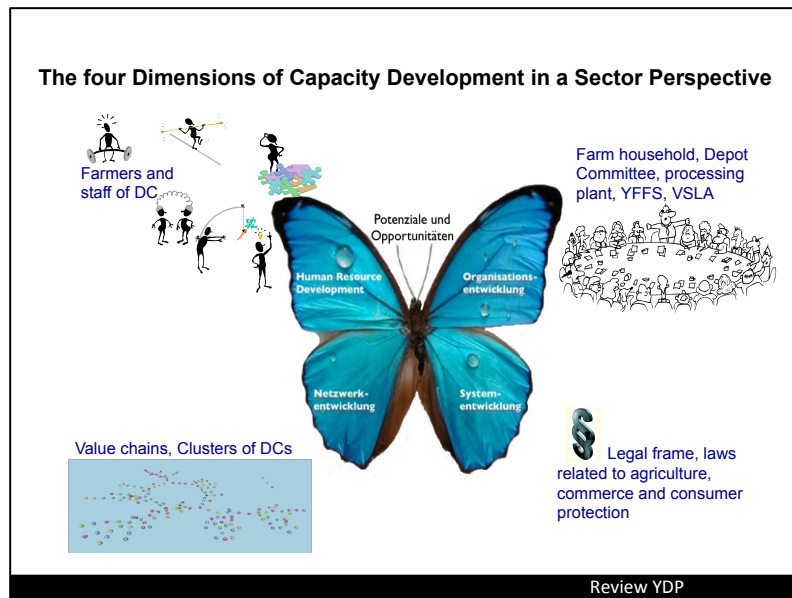 The four Dimensions of Capacity Development in a Sector Perspective
Farmers and
staff of DC
Farm household, Depot
Committee, processing
plant, YFFS, VSLA
Potenziale und
Opportunitäten
Human Resource
Development
Organisations-
entwicklung
Netzwerk-
entwicklung
System-
entwicklung
Value chains, Clusters of DCs
§ Legal frame, laws
related to agriculture,
commerce and consumer
protection
Review YDP